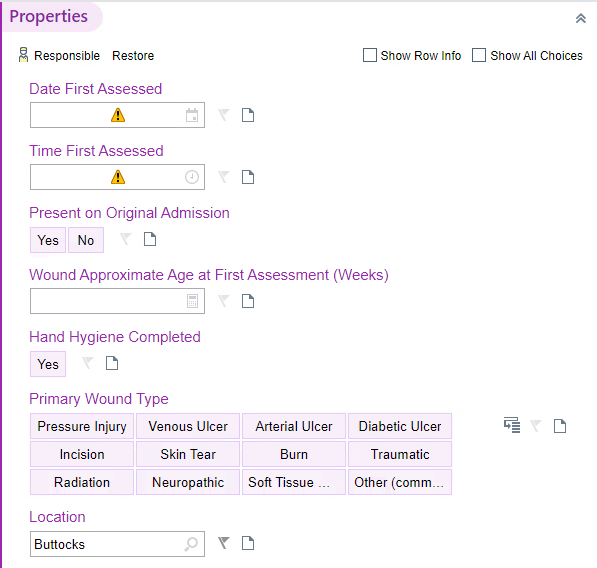 Properties
Responsible Restore Show Row Info Show All Choices
Date First Assessed
Time First Assessed
Present on Original Admission
Yes No
Wound Approximate Age at First Assessment (Weeks)
Hand Hygiene Completed
Yes
Primary Wound Type
Pressure Injury Venous Ulcer Arterial Ulcer Diabetic Ulcer
Incision Skin Tear Burn Traumatic
Radiation Neuropathic Soft Tissue ... Other (comm...
Location
Buttocks